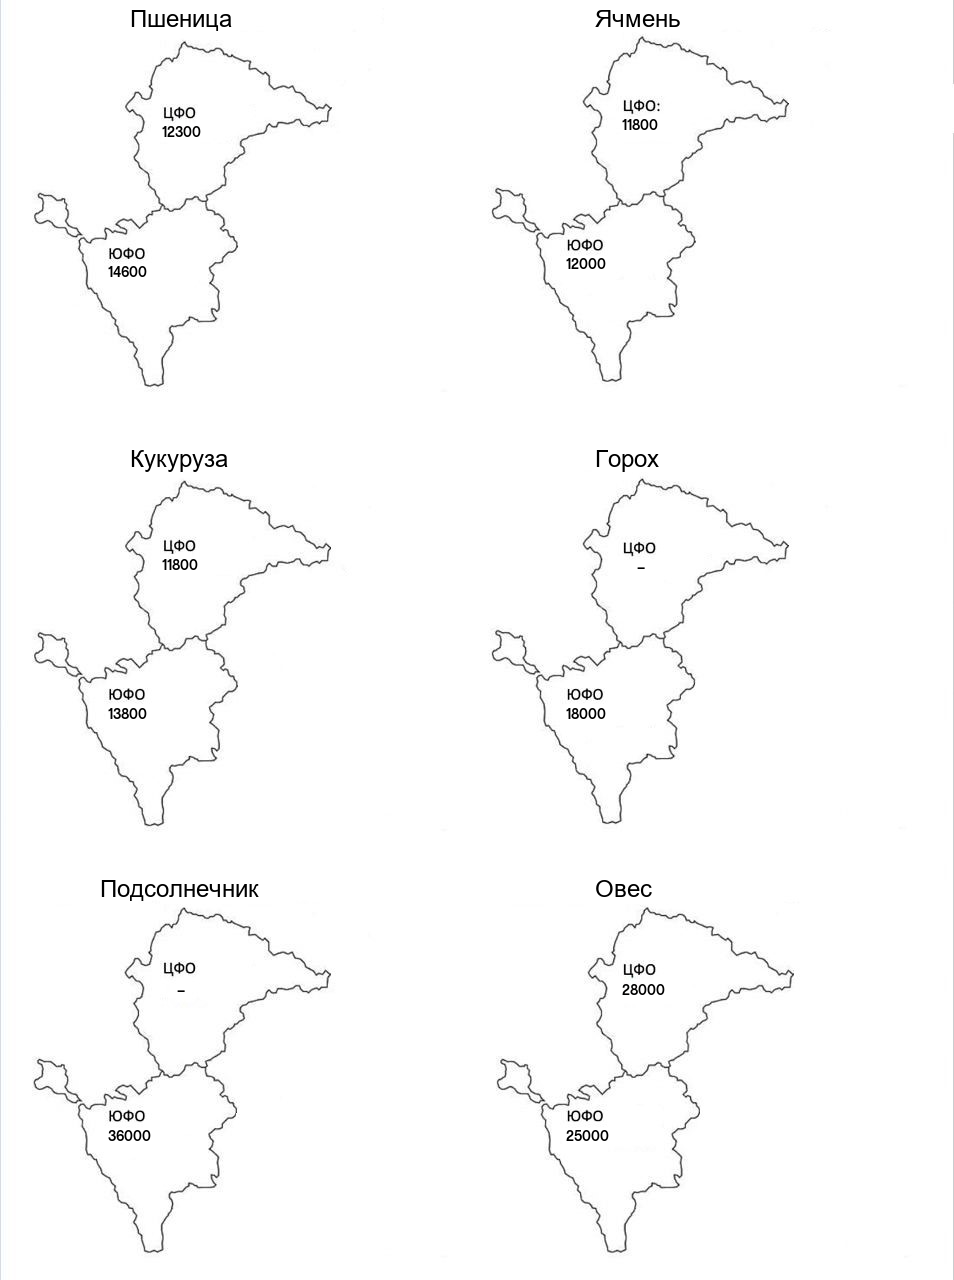 Пшеница
ЦФО
12300
ЮФО
14600
Ячмень
ЦФО:
11800
ЮФО
12000
Кукуруза
ЦФО
11800
ЮФО
13800
Горох
ЦФО
–
ЮФО
18000
Подсолнечник
ЦФО
–
ЮФО
36000
Овес
ЦФО
28000
ЮФО
25000